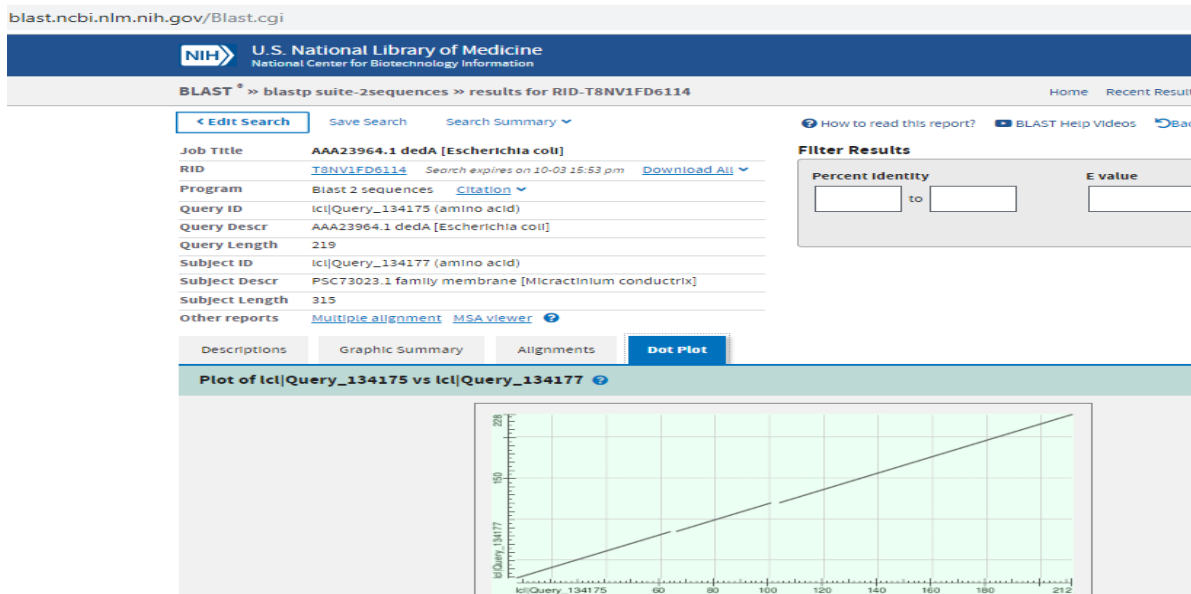 blast.ncbi.nlm.nih.gov/Blast.cgi
NIH U.S. National Library of Medicine
National Center for Biotechnology Information
BLAST ® » blastp suite-2sequences » results for RID-T8NV1FD6114 Home Recent Result
< Edit Search Save Search Search Summary How to read this report? BLAST Help Videos Bac
Job Title AAA23964.1 dedA [Escherichia coli]
Filter Results
RID T8NV1FD6114 Search expires on 10-03 15:53 pm Download All
Percent Identity E value
Program Blast 2 sequences Citation
to
Query ID lcl|Query_134175 (amino acid)
Query Descr AAA23964.1 dedA [Escherichia coli]
Query Length 219
Subject ID lcl|Query_134177 (amino acid)
Subject Descr PSC73023.1 family membrane [Micractinium conductrix]
Subject Length 315
Other reports Multiple alignment MSA viewer ?
Descriptions Graphic Summary Alignments Dot Plot
Plot of lcl|Query_134175 vs lcl|Query_134177 ?
228
150
lcl|Query_134177
lcl|Query_134175 60 80 100 120 140 160 180 212